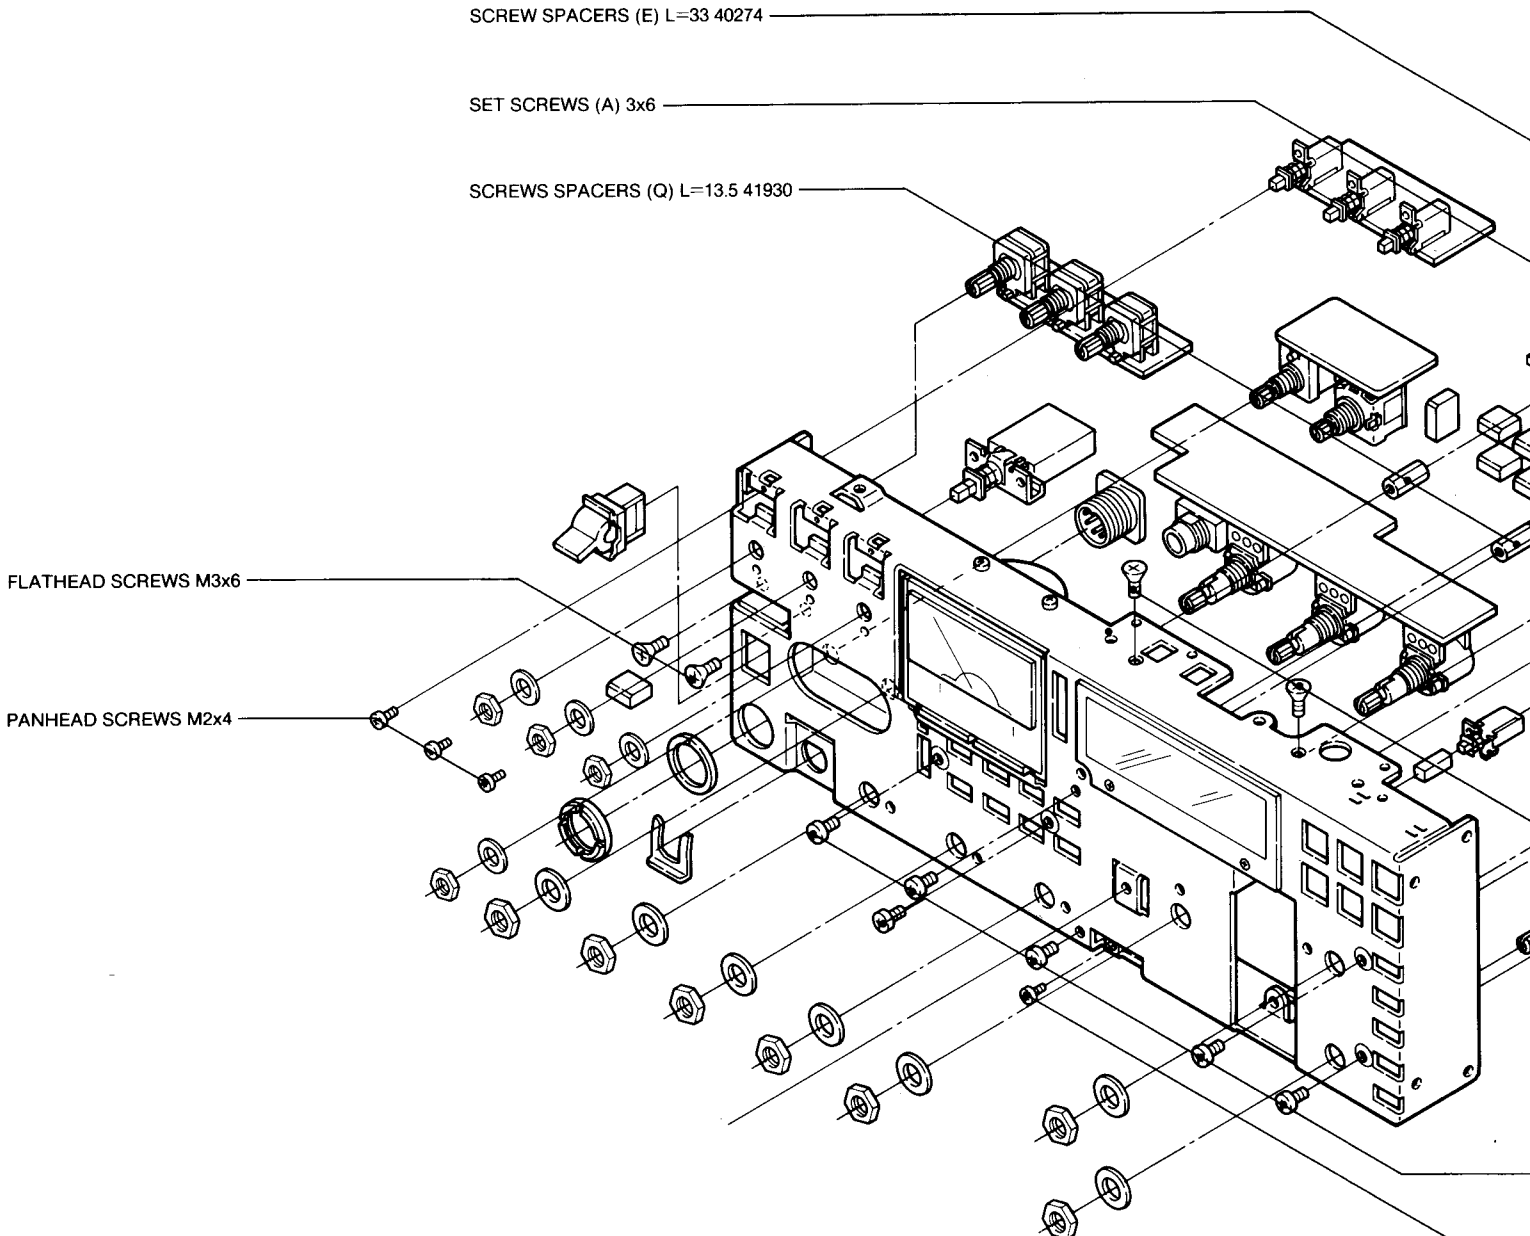 SCREW SPACERS (E) L=33 40274
SET SCREWS (A) 3x6
SCREWS SPACERS (Q) L=13.5 41930
FLATHEAD SCREWS M3x6
PANHEAD SCREWS M2x4